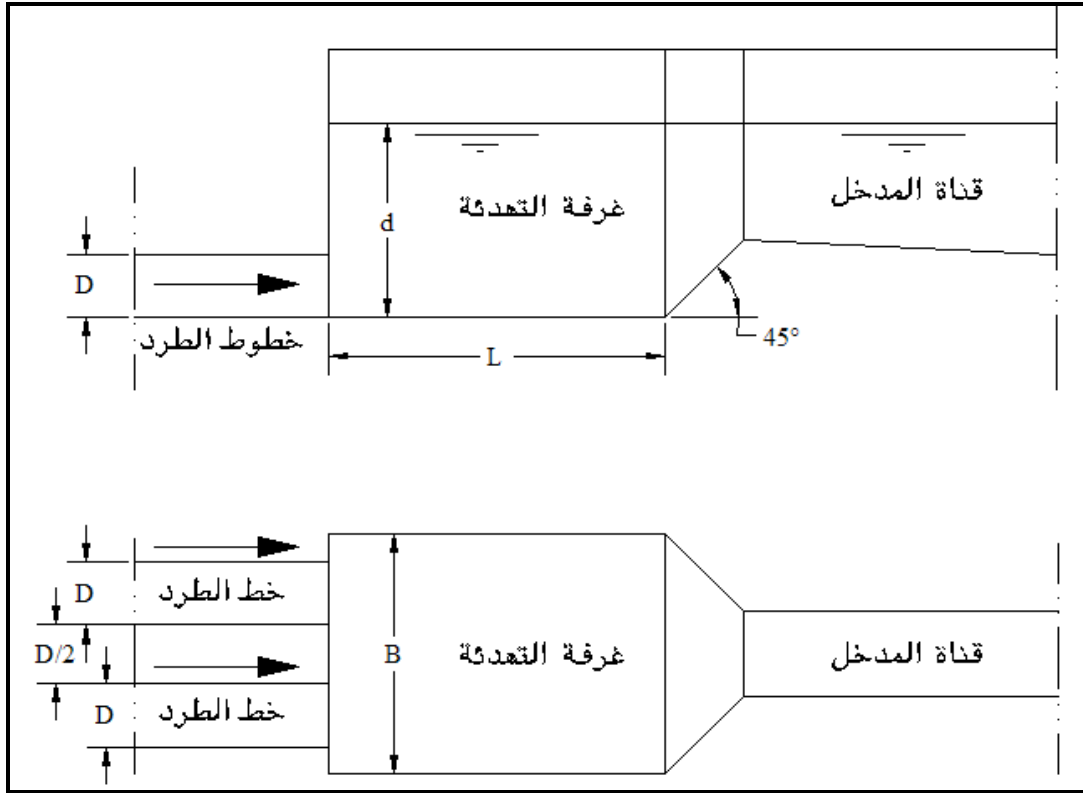 قناة المدخل
غرفة التهدئة
d
D
خطوط الطرد
L
45°
D
خط الطرد
D/2
B
غرفة التهدئة
قناة المدخل
D
خط الطرد